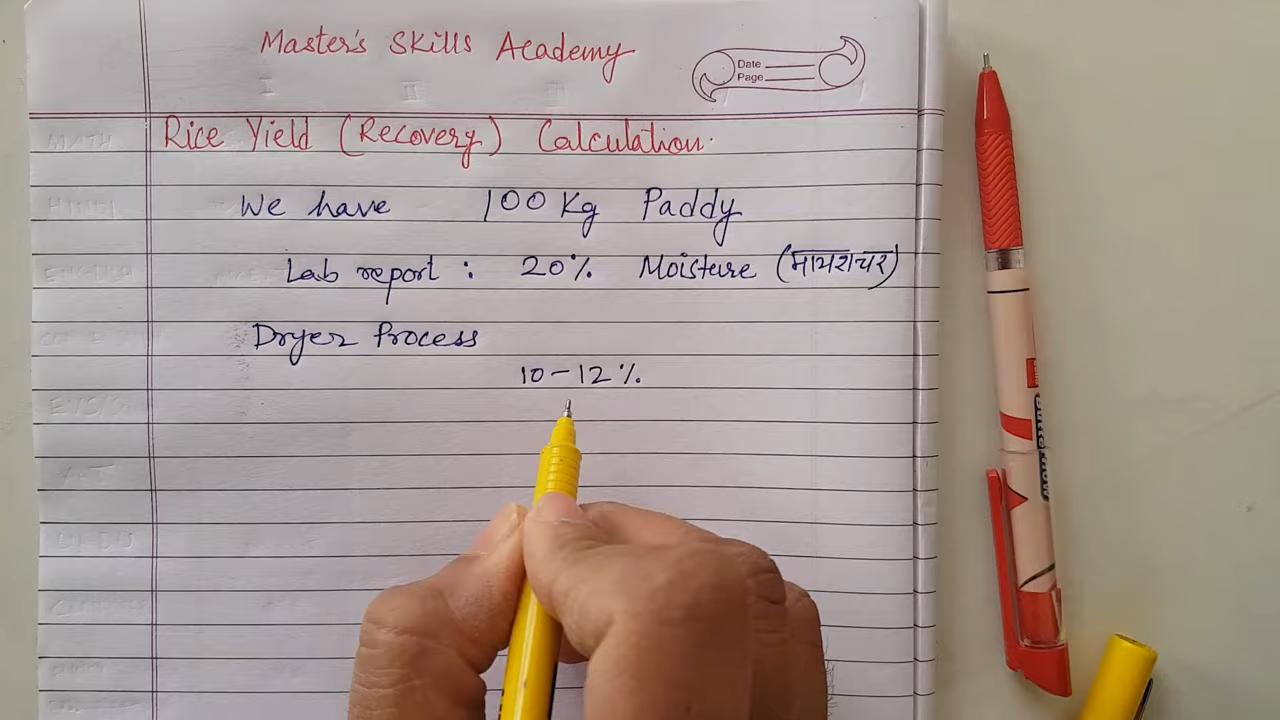 Master's Skills Academy
Date
Page
Rice Yield (Recovery) Calculation.
We have 100 Kg Paddy
Lab report : 20% Moisture (मायशचर)
Dryer Process
10-12%